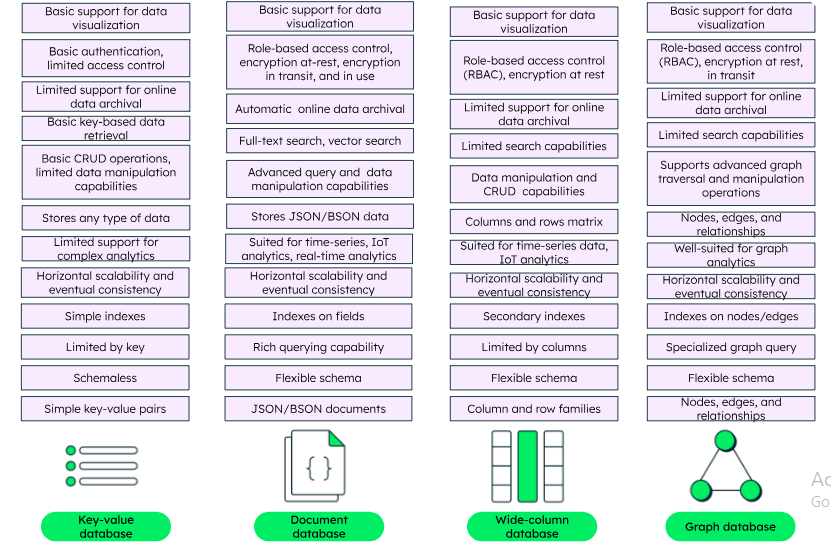 Basic support for data
visualization
Basic authentication,
limited access control
Limited support for online
data archival
Basic key-based data
retrieval
Basic CRUD operations,
limited data manipulation
capabilities
Stores any type of data
Limited support for
complex analytics
Horizontal scalability and
eventual consistency
Simple indexes
Limited by key
Schemaless
Simple key-value pairs
Key-value
database
Basic support for data
visualization
Role-based access control,
encryption at-rest, encryption
in transit, and in use
Automatic online data archival
Full-text search, vector search
Advanced query and data
manipulation capabilities
Stores JSON/BSON data
Suited for time-series, IoT
analytics, real-time analytics
Horizontal scalability and
eventual consistency
Indexes on fields
Rich querying capability
Flexible schema
JSON/BSON documents
{}
Document
database
Basic support for data
visualization
Role-based access control
(RBAC), encryption at rest
Limited support for online
data archival
Limited search capabilities
Data manipulation and
CRUD capabilities
Columns and rows matrix
Suited for time-series data,
IoT analytics
Horizontal scalability and
eventual consistency
Secondary indexes
Limited by columns
Flexible schema
Column and row families
Wide-column
database
Basic support for data
visualization
Role-based access control
(RBAC), encryption at rest,
in transit
Limited support for online
data archival
Limited search capabilities
Supports advanced graph
traversal and manipulation
operations
Nodes, edges, and
relationships
Well-suited for graph
analytics
Horizontal scalability and
eventual consistency
Indexes on nodes/edges
Specialized graph query
Flexible schema
Nodes, edges, and
relationships
Graph database
Ac
Go